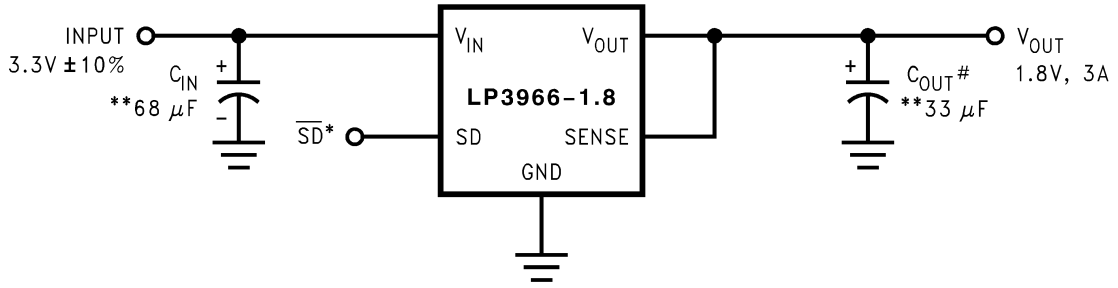 INPUT
3.3V ±10%
+
C_IN
**68 μF
−
V_IN
V_OUT
LP3966-1.8
S̅D̅*
SD
SENSE
GND
+
C_OUT#
**33 μF
V_OUT
1.8V, 3A